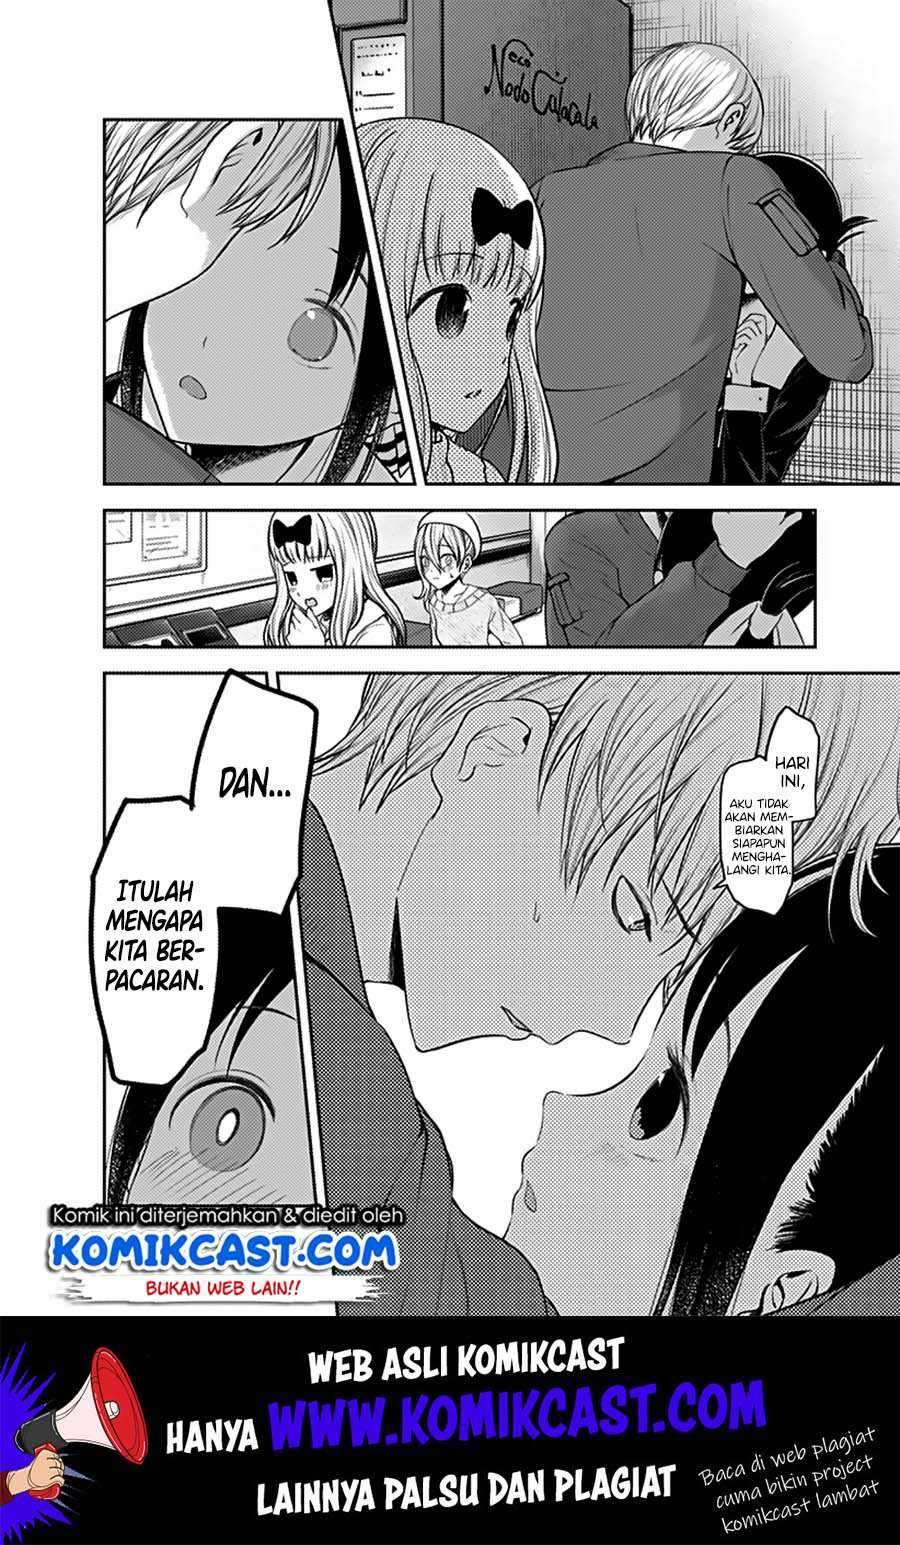 eco
Nodo Calacala
HARI
INI,
AKU TIDAK
AKAN MEM-
BIARKAN
SIAPAPUN
MENGHA-
LANGI KITA.
DAN...
ITULAH
MENGAPA
KITA BER-
PACARAN.
Komik ini diterjemahkan & diedit oleh
KOMIKCAST.COM
BUKAN WEB LAIN!!
WEB ASLI KOMIKCAST
HANYA WWW.KOMIKCAST.COM
LAINNYA PALSU DAN PLAGIAT
Baca di web plagiat
cuma bikin project
komikcast lambat